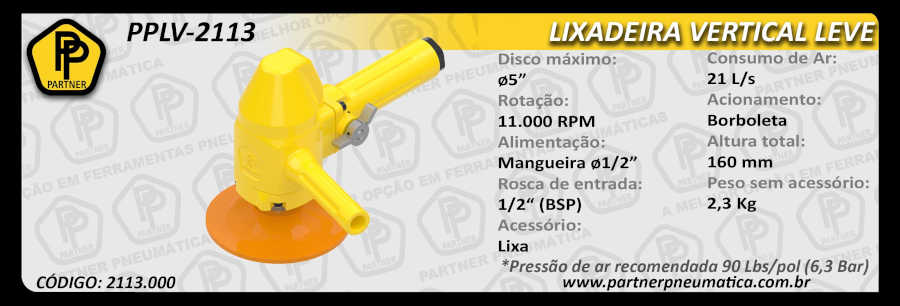 PP
PARTNER
PPLV-2113
LIXADEIRA VERTICAL LEVE
Disco máximo:
ø5”
Rotação:
11.000 RPM
Alimentação:
Mangueira ø1/2”
Rosca de entrada:
1/2“ (BSP)
Acessório:
Lixa
Consumo de Ar:
21 L/s
Acionamento:
Borboleta
Altura total:
160 mm
Peso sem acessório:
2,3 Kg
*Pressão de ar recomendada 90 Lbs/pol (6,3 Bar)
www.partnerpneumatica.com.br
CÓDIGO: 2113.000